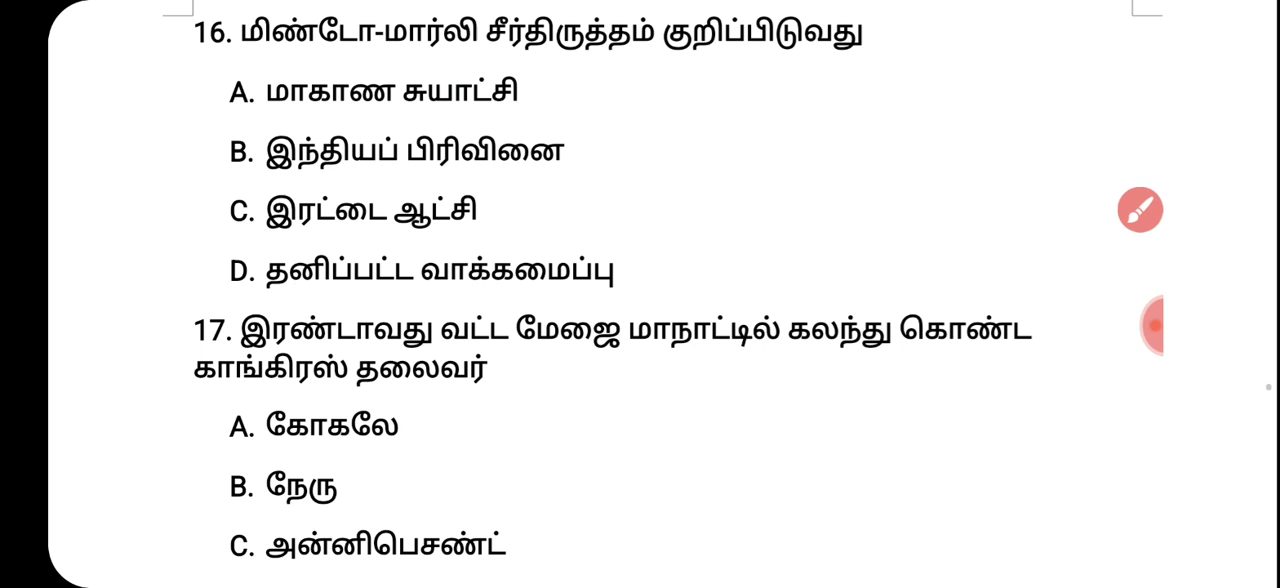 16. மிண்டோ-மார்லி சீர்திருத்தம் குறிப்பிடுவது
A. மாகாண சுயாட்சி
B. இந்தியப் பிரிவினை
C. இரட்டை ஆட்சி
D. தனிப்பட்ட வாக்கமைப்பு
17. இரண்டாவது வட்ட மேஜை மாநாட்டில் கலந்து கொண்ட
காங்கிரஸ் தலைவர்
A. கோகலே
B. நேரு
C. அன்னிபெசண்ட்